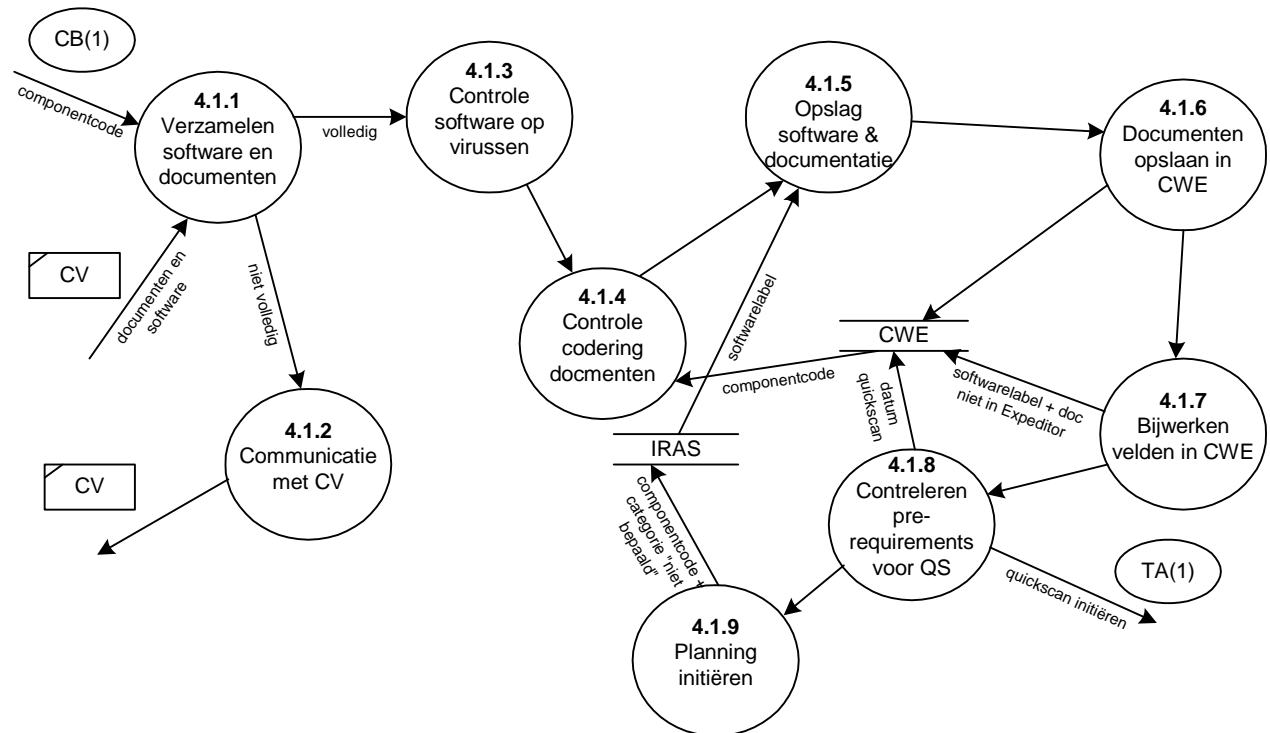 CB(1)
componentcode
4.1.1
Verzamelen
software en
documenten
volledig
4.1.3
Controle
software op
virussen
4.1.5
Opslag
software &
documentatie
4.1.6
Documenten
opslaan in
CWE
CV
documenten en
software
niet volledig
4.1.4
Controle
codering
docmenten
softwarelabel
CWE
componentcode
datum
quickscan
softwarelabel + doc
niet in Expeditor
4.1.7
Bijwerken
velden in CWE
4.1.2
Communicatie
met CV
CV
IRAS
componentcode +
categorie "niet
bepaald"
4.1.8
Contreleren
pre-
requirements
voor QS
quickscan initiëren
TA(1)
4.1.9
Planning
initiëren